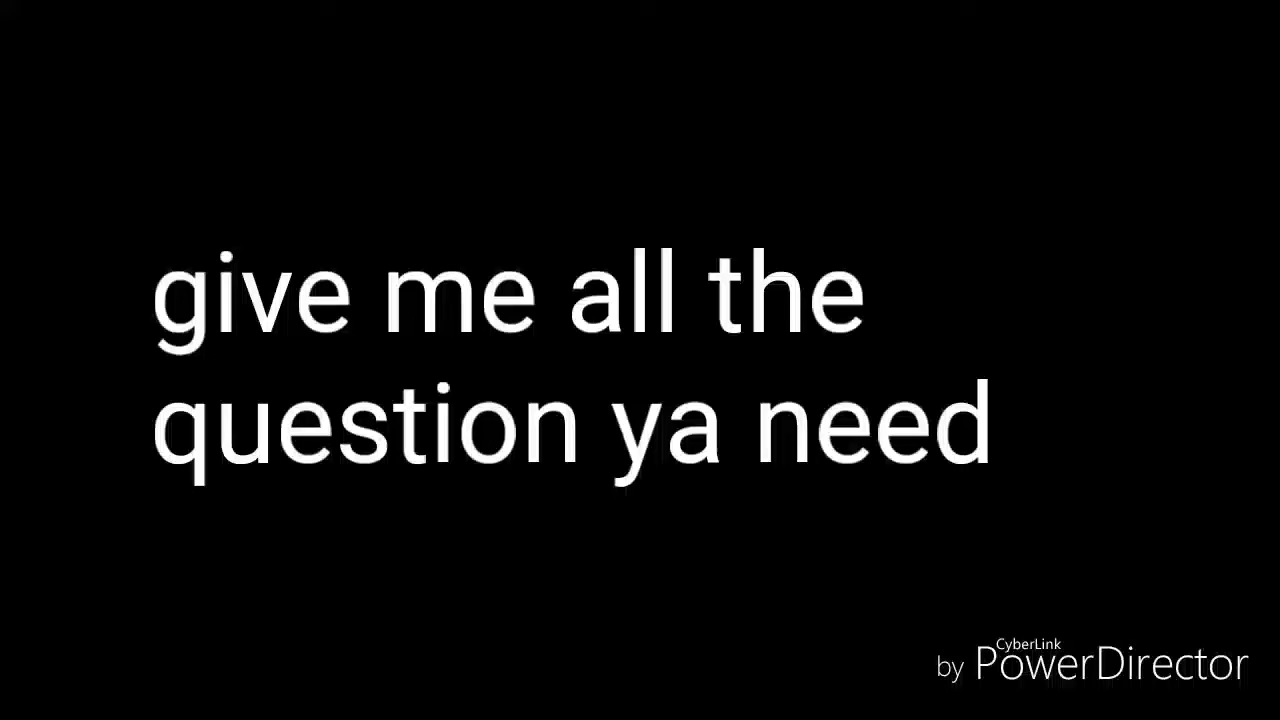 give me all the
question ya need
CyberLink
by PowerDirector